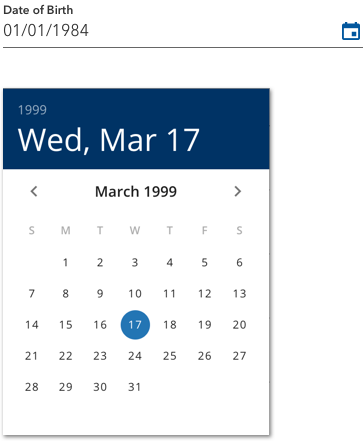 Date of Birth
01/01/1984
1999
Wed, Mar 17
March 1999
S M T W T F S
1 2 3 4 5 6
7 8 9 10 11 12 13
14 15 16 17 18 19 20
21 22 23 24 25 26 27
28 29 30 31